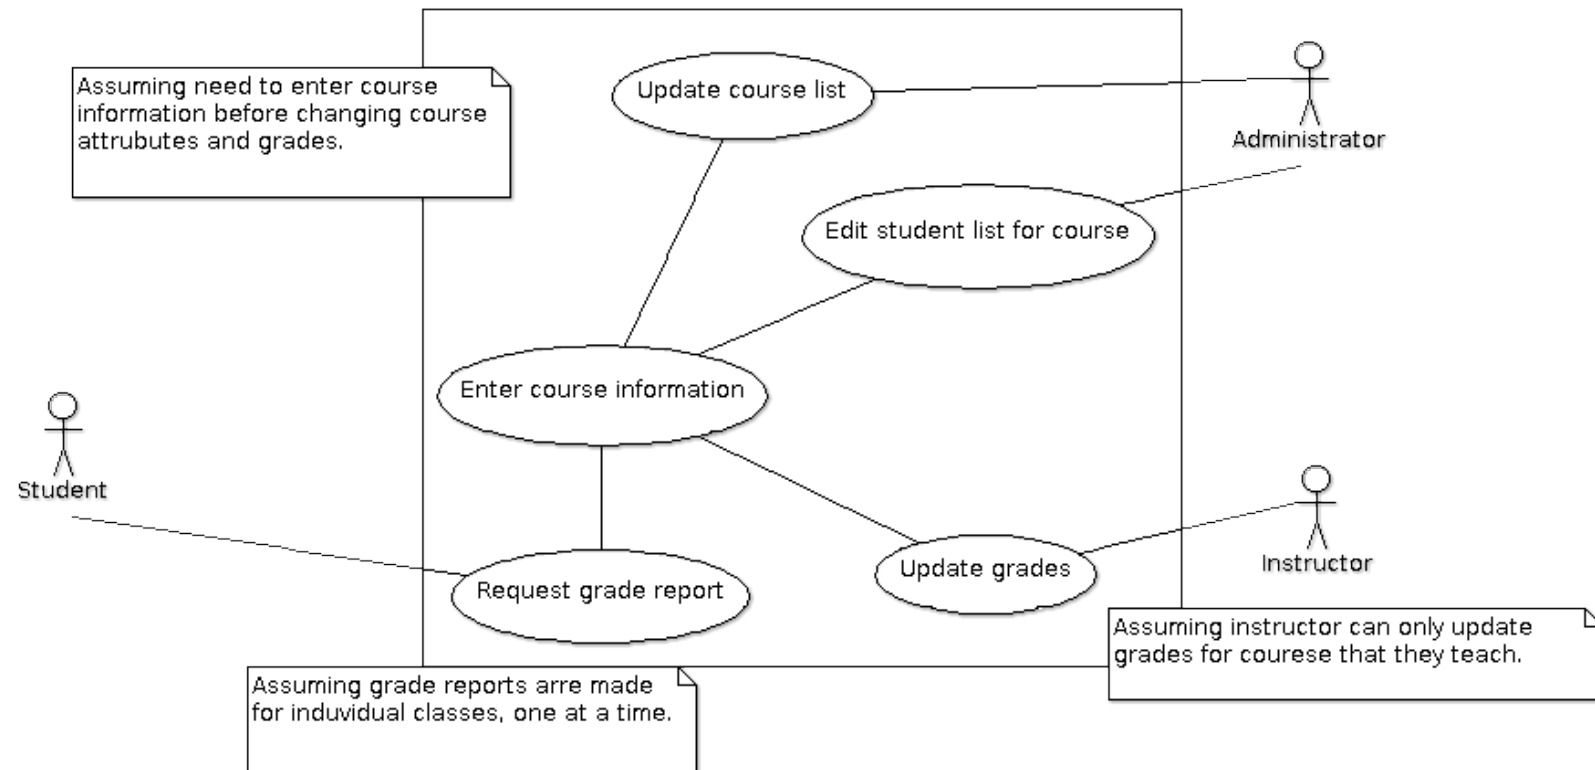 Assuming need to enter course
information before changing course
attrubutes and grades.
Update course list
Administrator
Edit student list for course
Enter course information
Student
Request grade report
Update grades
Instructor
Assuming instructor can only update
grades for courese that they teach.
Assuming grade reports arre made
for induvidual classes, one at a time.